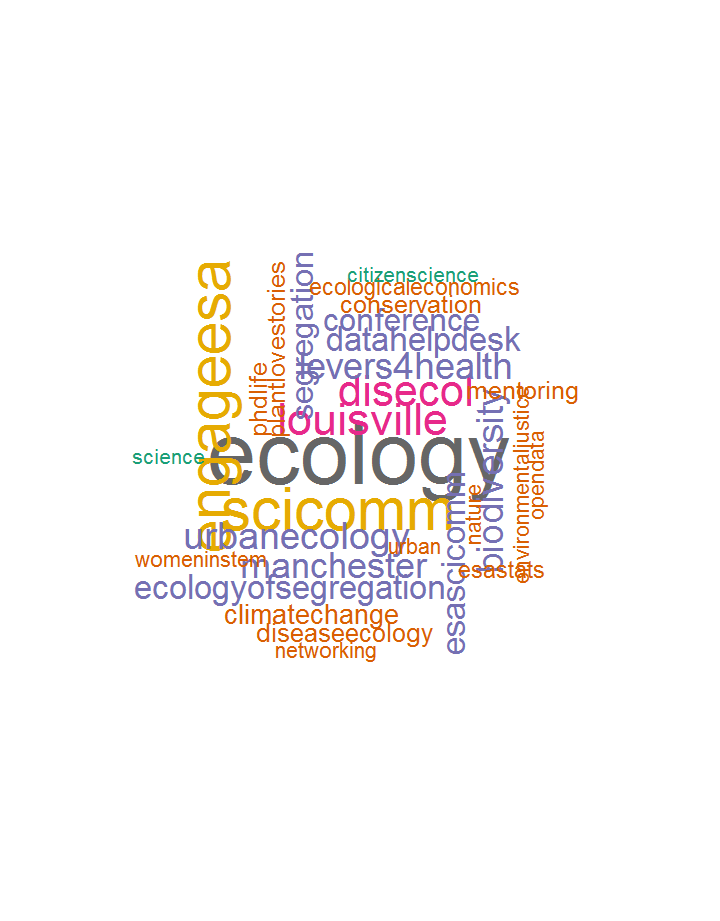 citizenscience
ecologicaleconomics
conservation
conference
datahelpdesk
levers4health
disecol
mentoring
louisville
ecology
engageesa
phdlife
plantlovestories
segregation
science
scicomm
urbanecology
urban
womeninstem
manchester
ecologyofsegregation
esascicomm
nature
biodiversity
environmentaljustice
opendata
esastats
climatechange
diseaseecology
networking